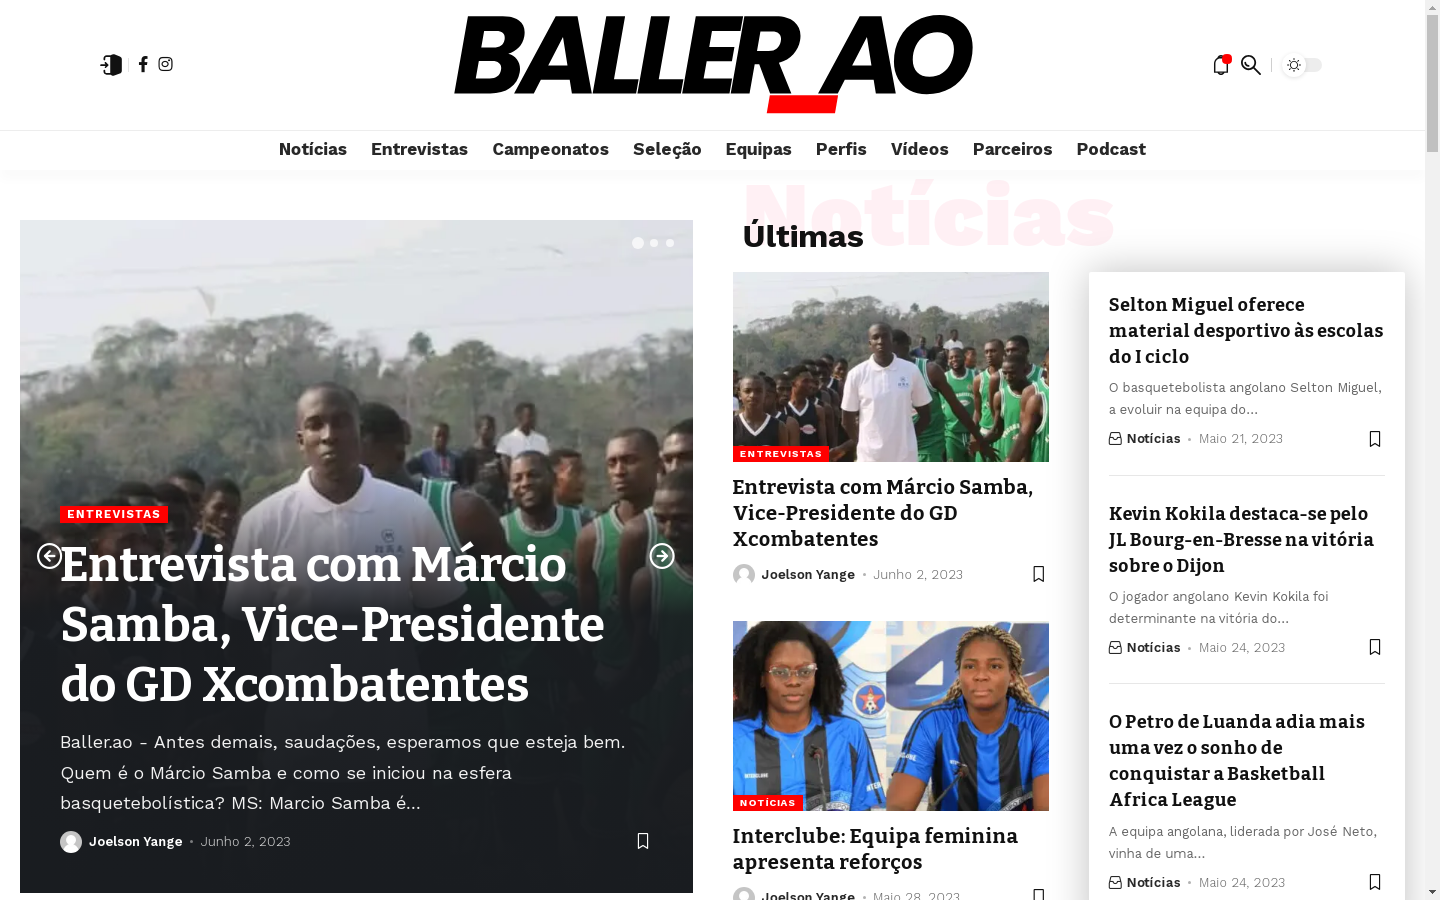 BALLER_AO
Notícias
Entrevistas
Campeonatos
Seleção
Equipas
Perfis
Vídeos
Parceiros
Podcast
ENTREVISTAS
Entrevista com Márcio
Samba, Vice-Presidente
do GD Xcombatentes
Baller.ao - Antes demais, saudações, esperamos que esteja bem.
Quem é o Márcio Samba e como se iniciou na esfera
basquetebolística? MS: Marcio Samba é...
Joelson Yange • Junho 2, 2023
Notícias
Últimas
ENTREVISTAS
Entrevista com Márcio Samba,
Vice-Presidente do GD
Xcombatentes
Joelson Yange • Junho 2, 2023
NOTÍCIAS
Interclube: Equipa feminina
apresenta reforços
Joelson Yange • Maio 28, 2023
Selton Miguel oferece
material desportivo às escolas
do I ciclo
O basquetebolista angolano Selton Miguel,
a evoluir na equipa do...
Notícias • Maio 21, 2023
Kevin Kokila destaca-se pelo
JL Bourg-en-Bresse na vitória
sobre o Dijon
O jogador angolano Kevin Kokila foi
determinante na vitória do...
Notícias • Maio 24, 2023
O Petro de Luanda adia mais
uma vez o sonho de
conquistar a Basketball
Africa League
A equipa angolana, liderada por José Neto,
vinha de uma...
Notícias • Maio 24, 2023